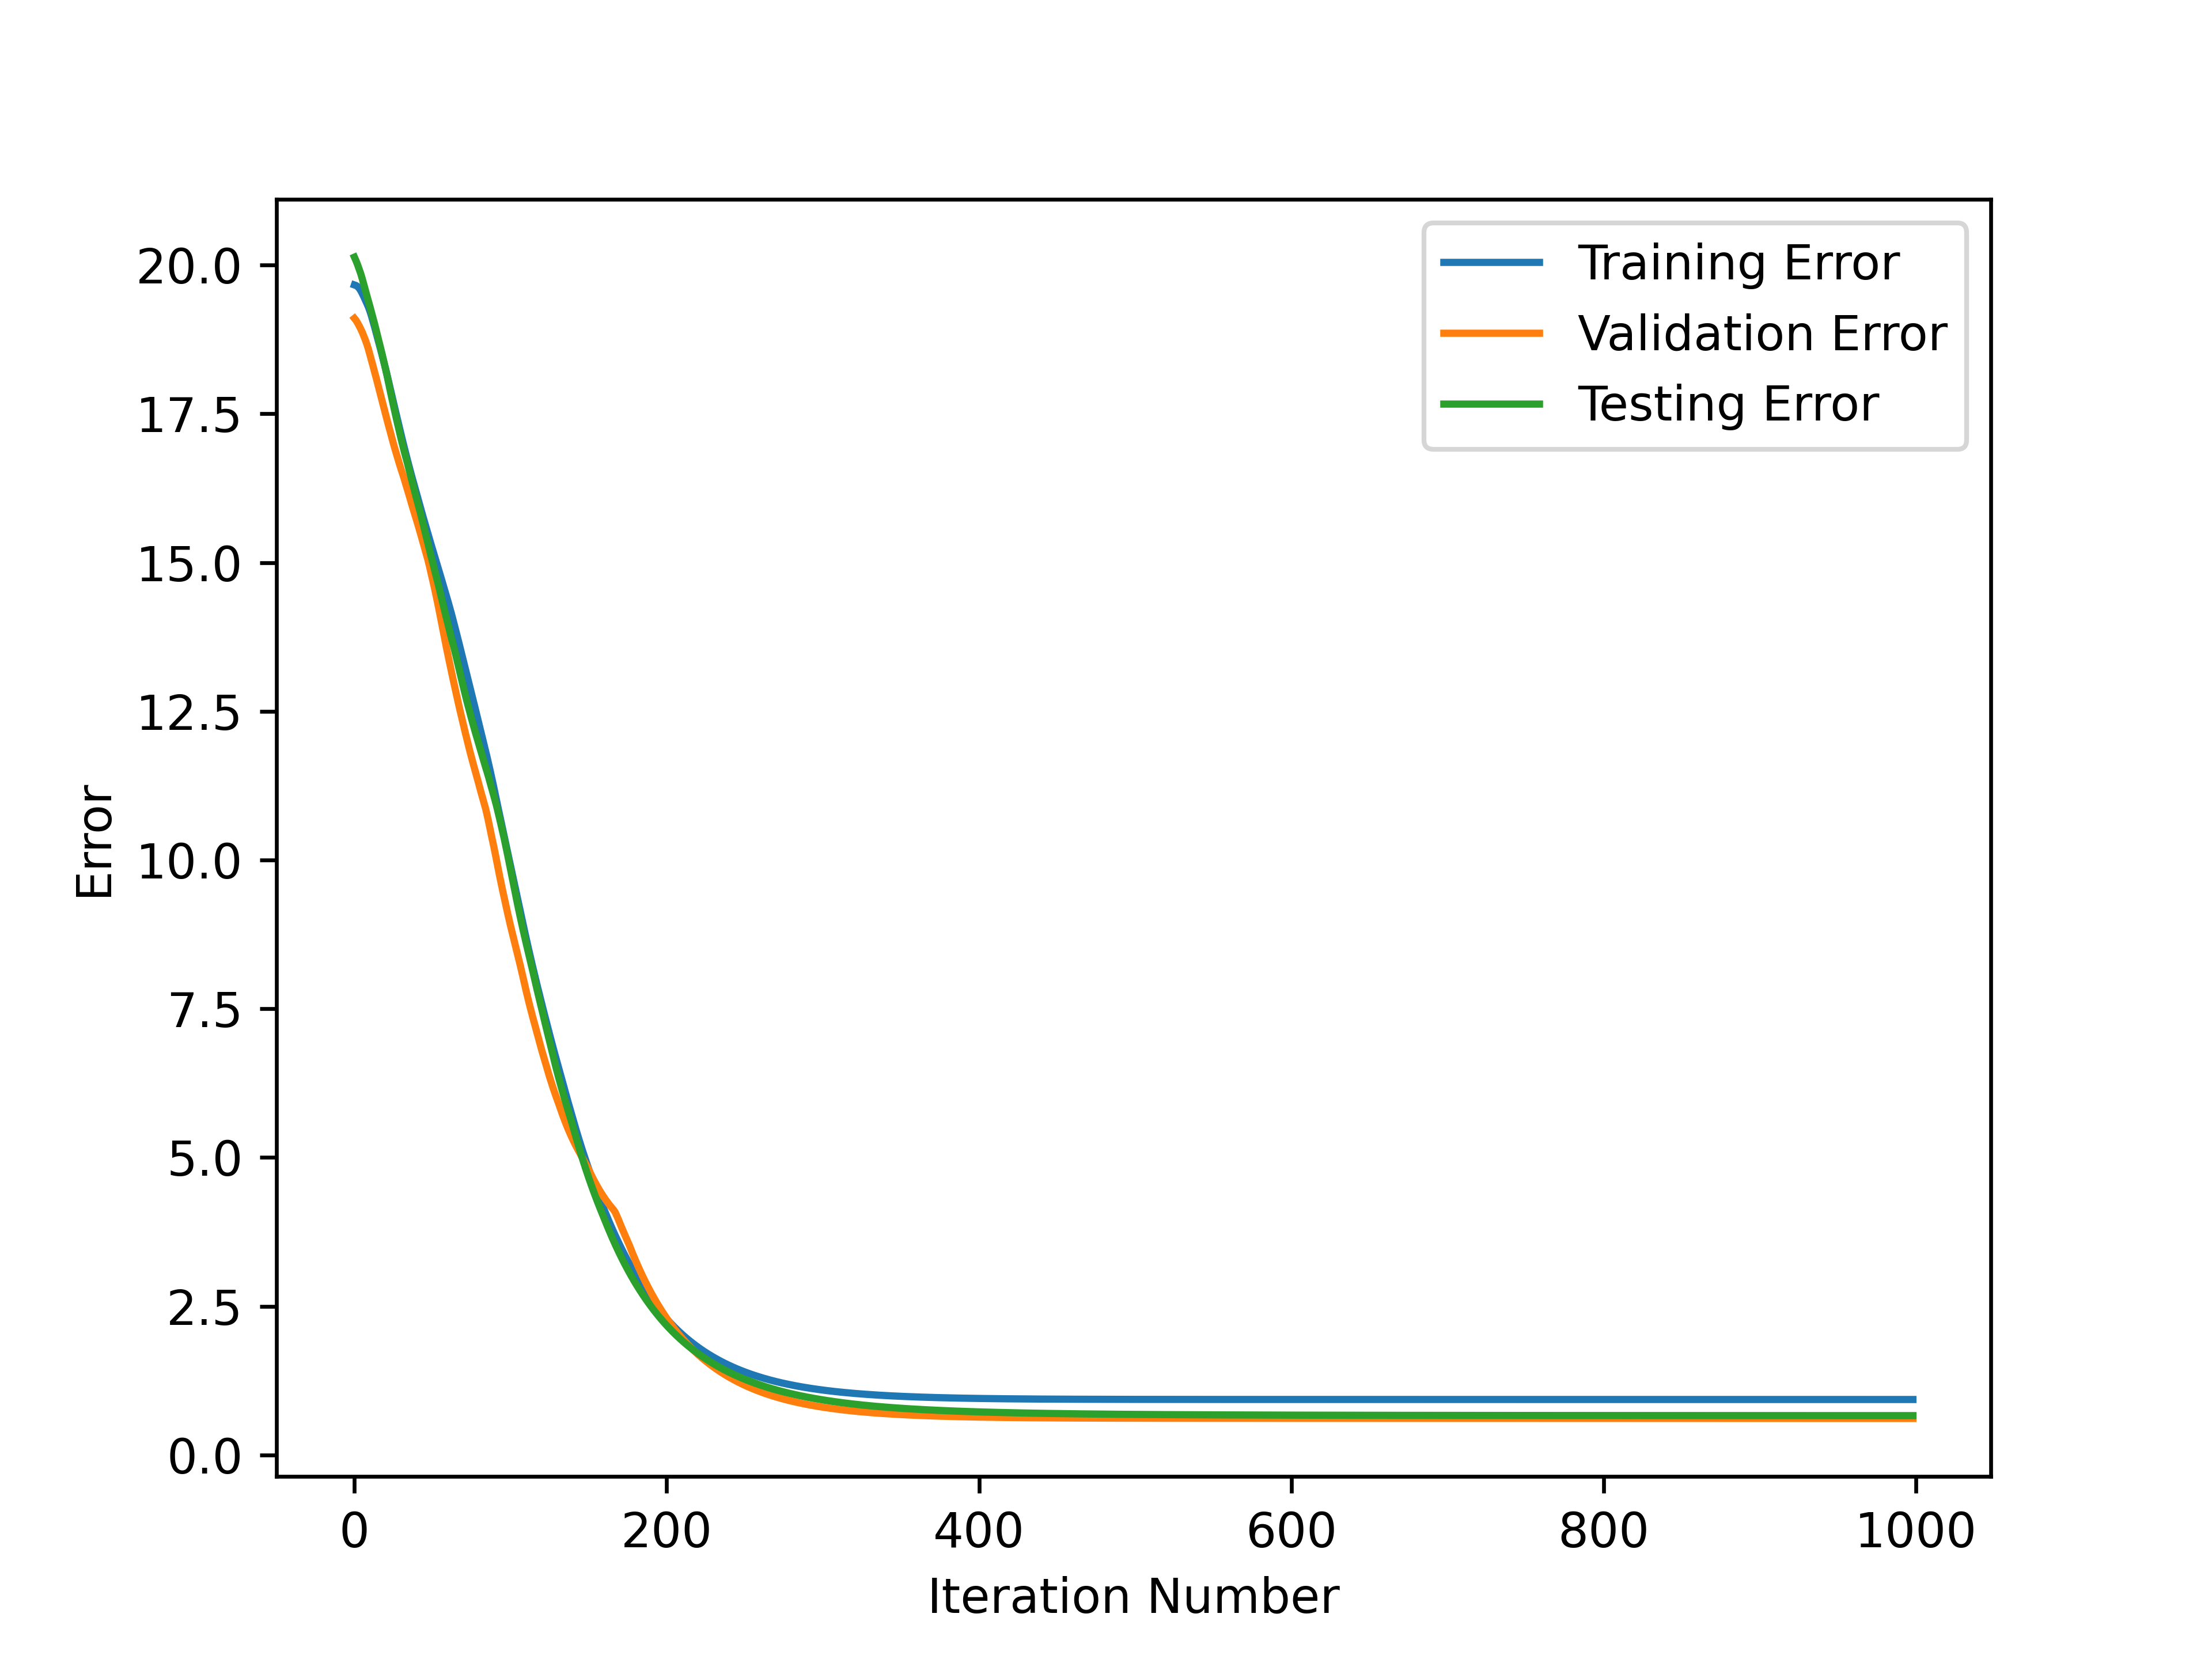 Training Error
Validation Error
Testing Error
20.0
17.5
15.0
12.5
10.0
7.5
5.0
2.5
0.0
Error
0 200 400 600 800 1000
Iteration Number